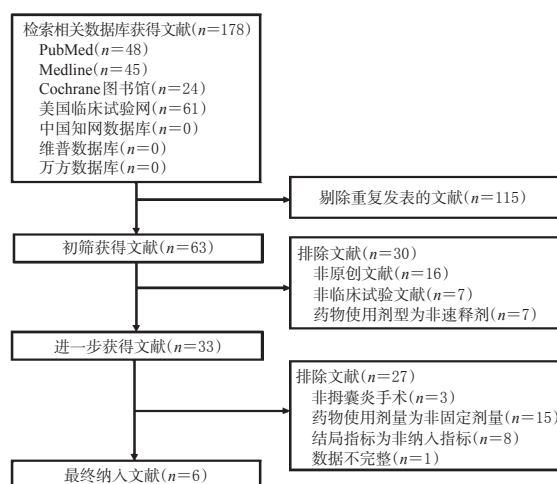 检索相关数据库获得文献(n=178)
PubMed(n=48)
Medline(n=45)
Cochrane图书馆(n=24)
美国临床试验网(n=61)
中国知网数据库(n=0)
维普数据库(n=0)
万方数据库(n=0)
剔除重复发表的文献(n=115)
初筛获得文献(n=63)
排除文献(n=30)
非原创文献(n=16)
非临床试验文献(n=7)
药物使用剂型为非速释剂(n=7)
进一步获得文献(n=33)
排除文献(n=27)
非拇囊炎手术(n=3)
药物使用剂量为非固定剂量(n=15)
结局指标为非纳入指标(n=8)
数据不完整(n=1)
最终纳入文献(n=6)